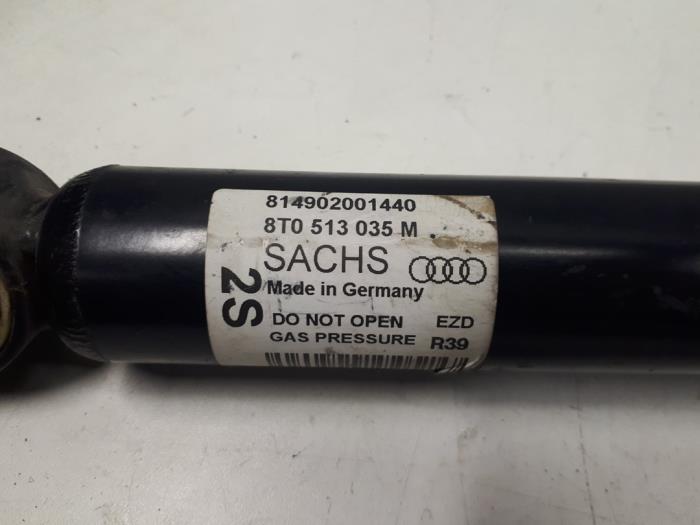 814902001440
8T0 513 035 M
SACHS
Made in Germany
2S
DO NOT OPEN EZD
GAS PRESSURE R39